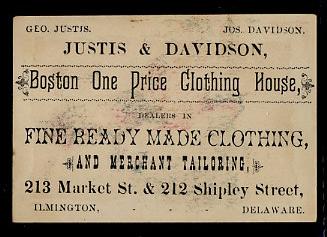 GEO. JUSTIS. JOS. DAVIDSON.
JUSTIS & DAVIDSON,
Boston One Price Clothing House,
DEALERS IN
FINE READY MADE CLOTHING,
AND MERCHANT TAILORING,
213 Market St. & 212 Shipley Street,
ILMINGTON, - - DELAWARE.